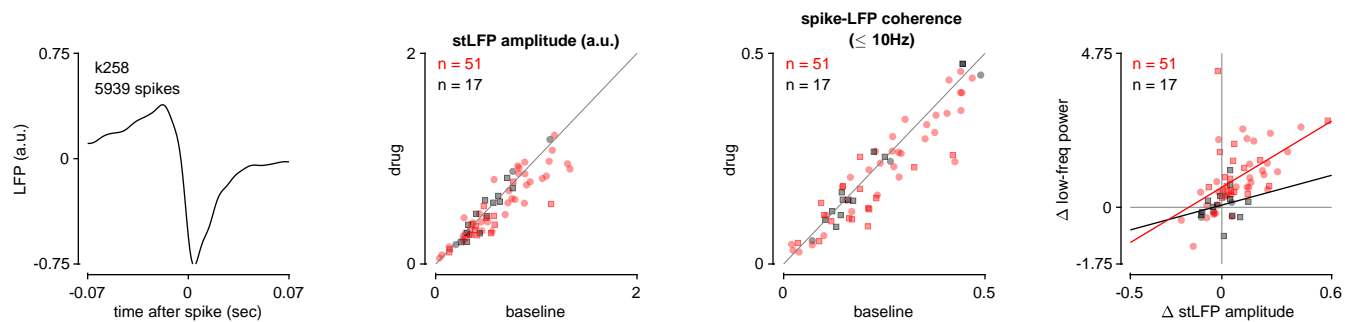 0.75
k258
5939 spikes
LFP (a.u.)
0
-0.75
-0.07
0
0.07
time after spike (sec)
stLFP amplitude (a.u.)
2
n = 51
n = 17
drug
0
0
2
baseline
spike-LFP coherence
(≤ 10Hz)
0.5
n = 51
n = 17
drug
0
0
0.5
baseline
4.75
n = 51
n = 17
Δ low-freq power
0
-1.75
-0.5
0
0.6
Δ stLFP amplitude